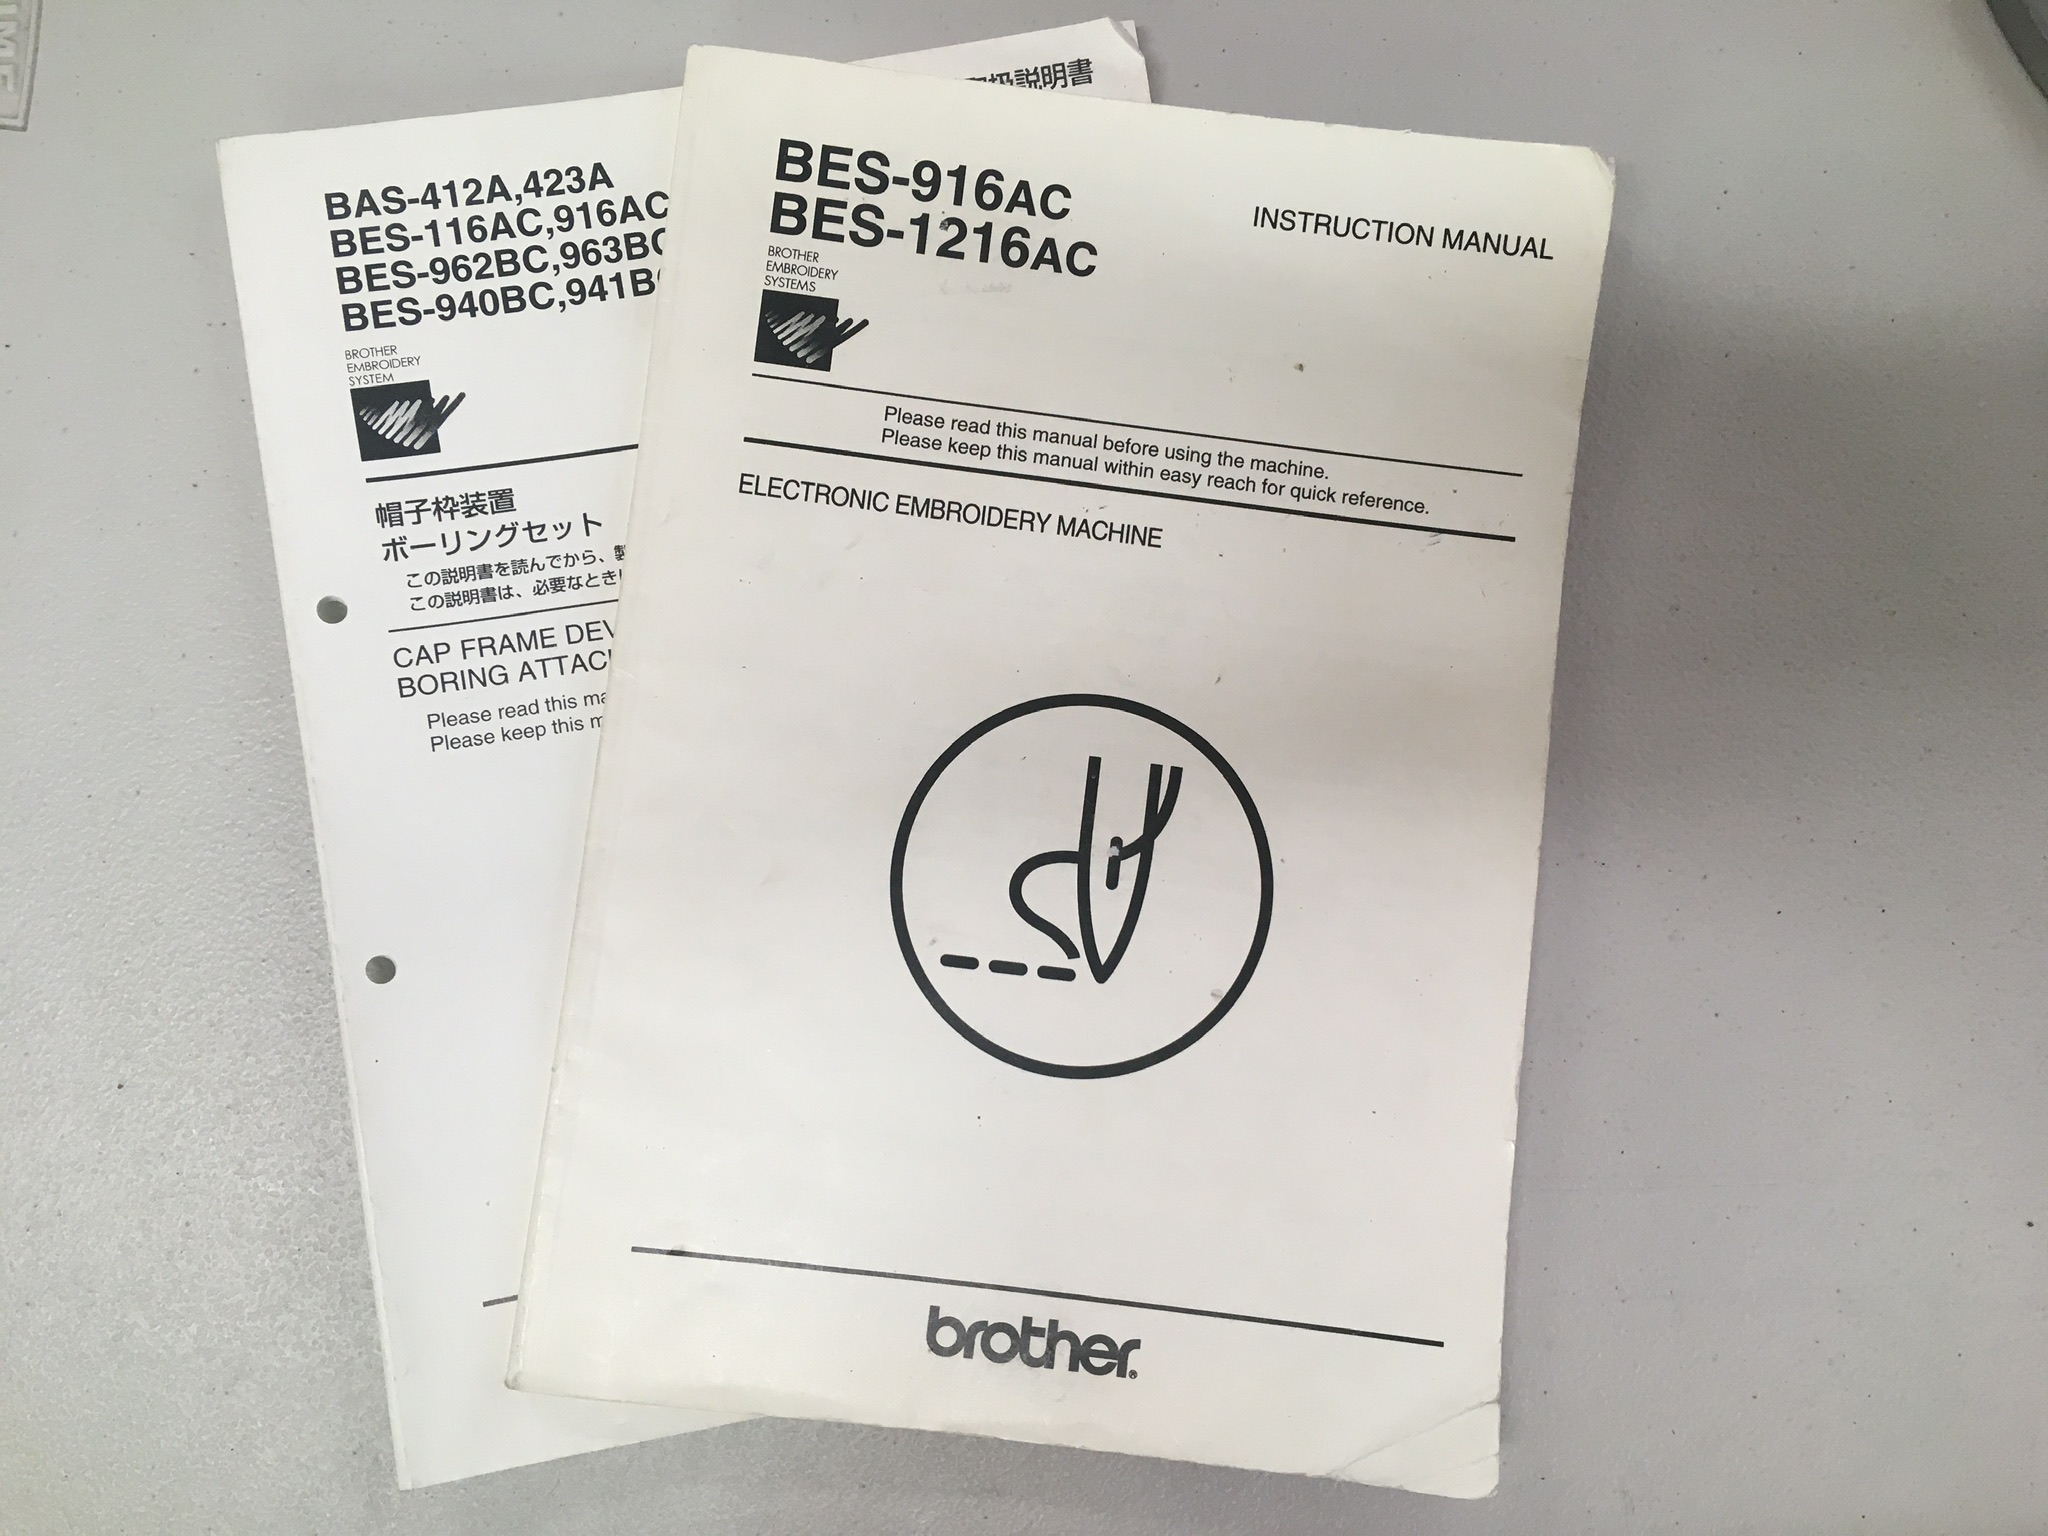 説明書
BAS-412A,423A
BES-116AC,916AC
BES-962BC,963BC
BES-940BC,941B
BROTHER
EMBROIDERY
SYSTEM
帽子枠装置
ボーリングセット
この説明書を読んでから、
この説明書は、必要なとき
CAP FRAME
BORING
Please read this
Please keep this
BES-916AC
BES-1216AC
INSTRUCTION MANUAL
BROTHER
EMBROIDERY
SYSTEMS
Please read this manual before using the machine.
Please keep this manual within easy reach for quick reference.
ELECTRONIC EMBROIDERY MACHINE
brother®